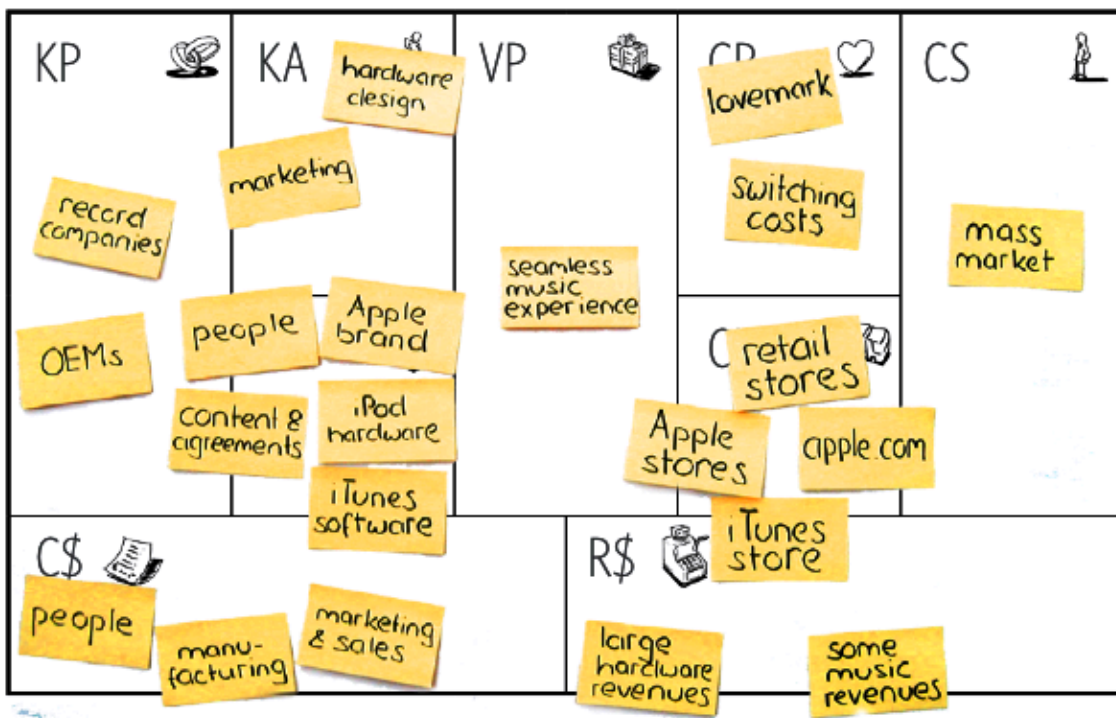 KP
record
companies
OEMs
KA
hardware
design
marketing
people
Apple
brand
content &
agreements
iPod
hardware
iTunes
software
VP
seamless
music
experience
CR
lovemark
switching
costs
C
retail
stores
Apple
stores
apple.com
iTunes
store
CS
mass
market
C$
people
manu-
facturing
marketing
& sales
R$
large
hardware
revenues
some
music
revenues